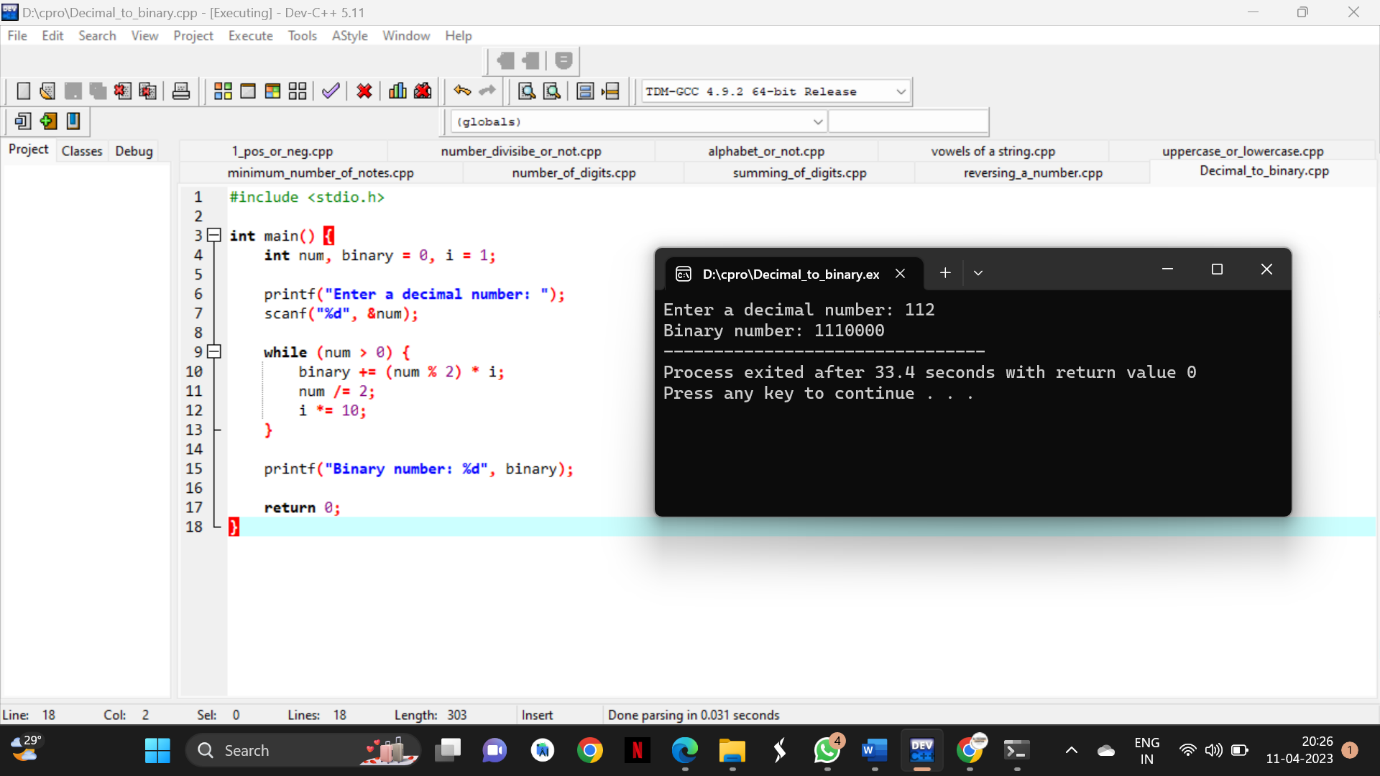 D:\cpro\Decimal_to_binary.cpp - [Executing] - Dev-C++ 5.11
File Edit Search View Project Execute Tools AStyle Window Help
TDM-GCC 4.9.2 64-bit Release
(globals)
Project Classes Debug
1_pos_or_neg.cpp number_divisibe_or_not.cpp alphabet_or_not.cpp vowels of a string.cpp uppercase_or_lowercase.cpp
minimum_number_of_notes.cpp number_of_digits.cpp summing_of_digits.cpp reversing_a_number.cpp Decimal_to_binary.cpp
1 #include <stdio.h>
2
3 int main() {
4 int num, binary = 0, i = 1;
5
6 printf("Enter a decimal number: ");
7 scanf("%d", &num);
8
9 while (num > 0) {
10 binary += (num % 2) * i;
11 num /= 2;
12 i *= 10;
13 }
14
15 printf("Binary number: %d", binary);
16
17 return 0;
18 }
D:\cpro\Decimal_to_binary.ex
Enter a decimal number: 112
Binary number: 1110000
--------------------------------
Process exited after 33.4 seconds with return value 0
Press any key to continue . . .
Line: 18 Col: 2 Sel: 0 Lines: 18 Length: 303 Insert Done parsing in 0.031 seconds
29°
Search
4
DEV
ENG
IN
20:26
11-04-2023
1